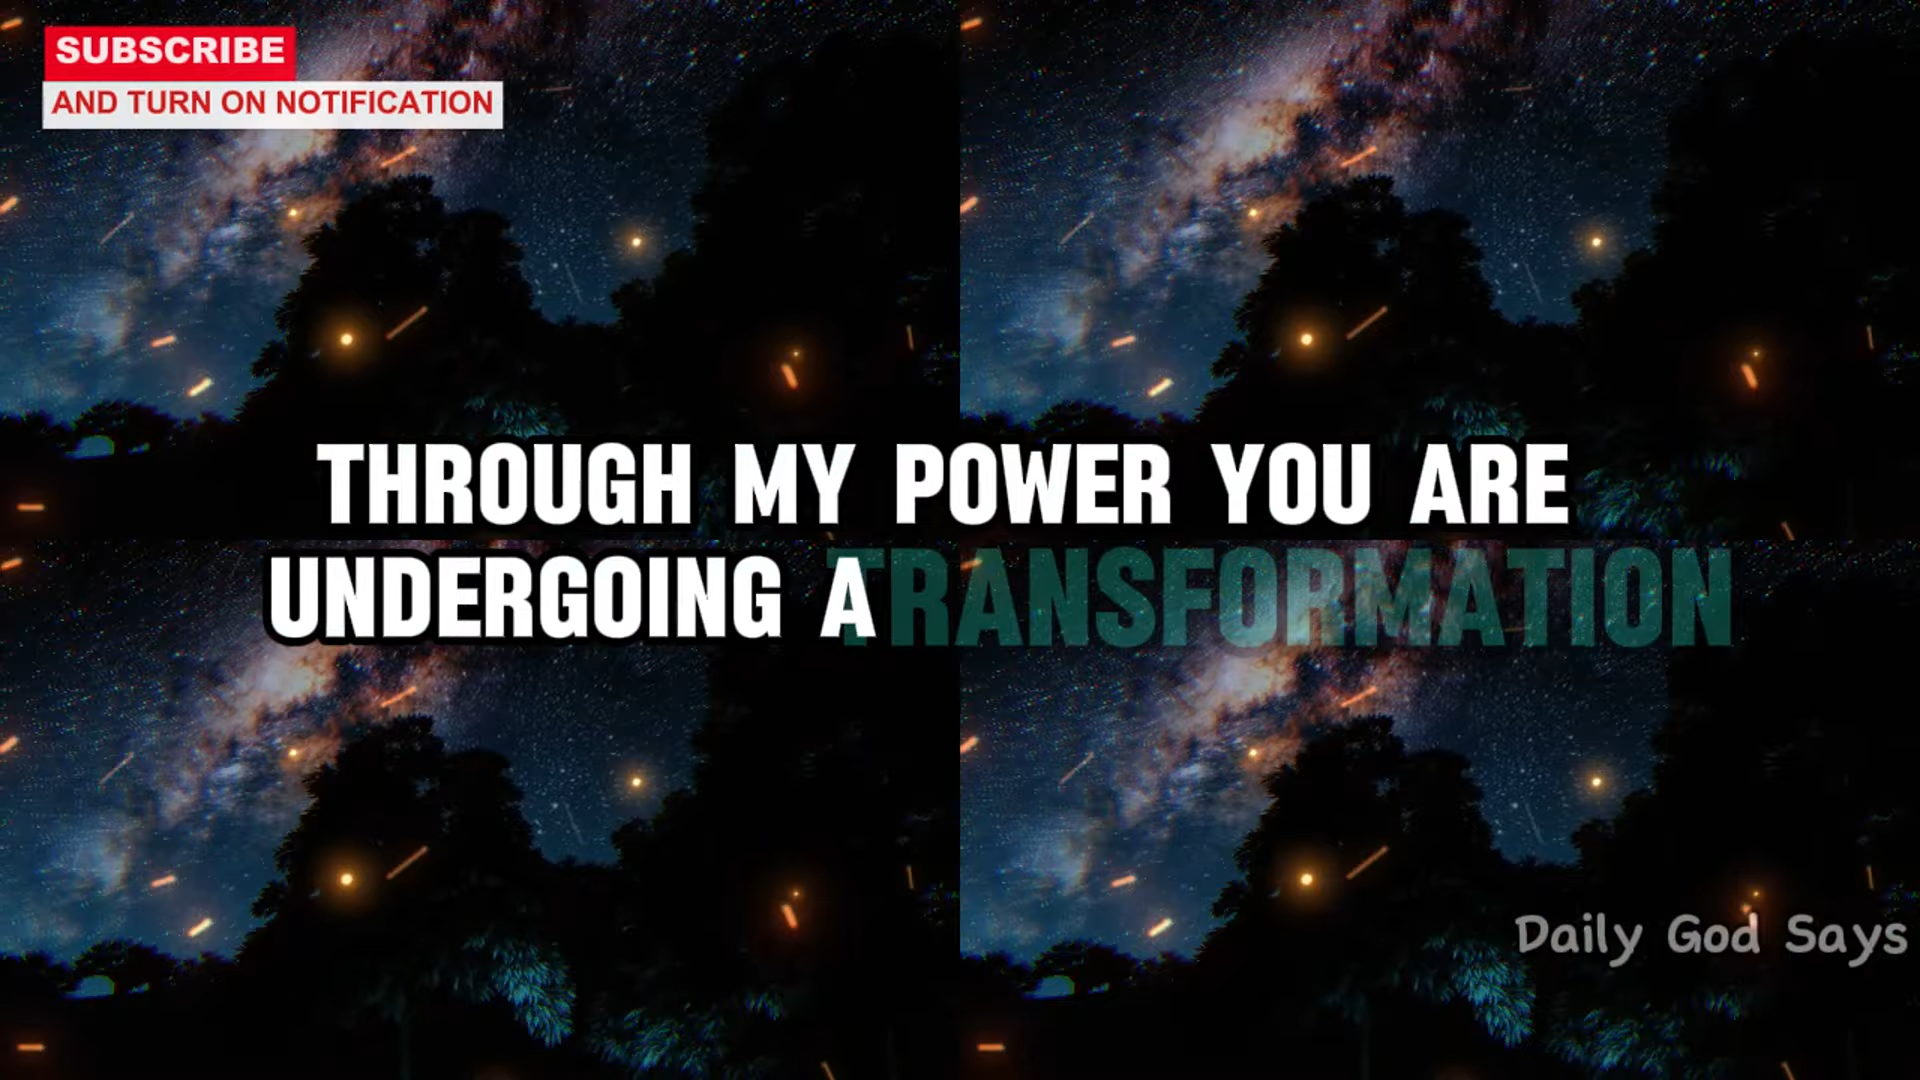 SUBSCRIBE
AND TURN ON NOTIFICATION
THROUGH MY POWER YOU ARE
UNDERGOING A TRANSFORMATION
Daily God Says